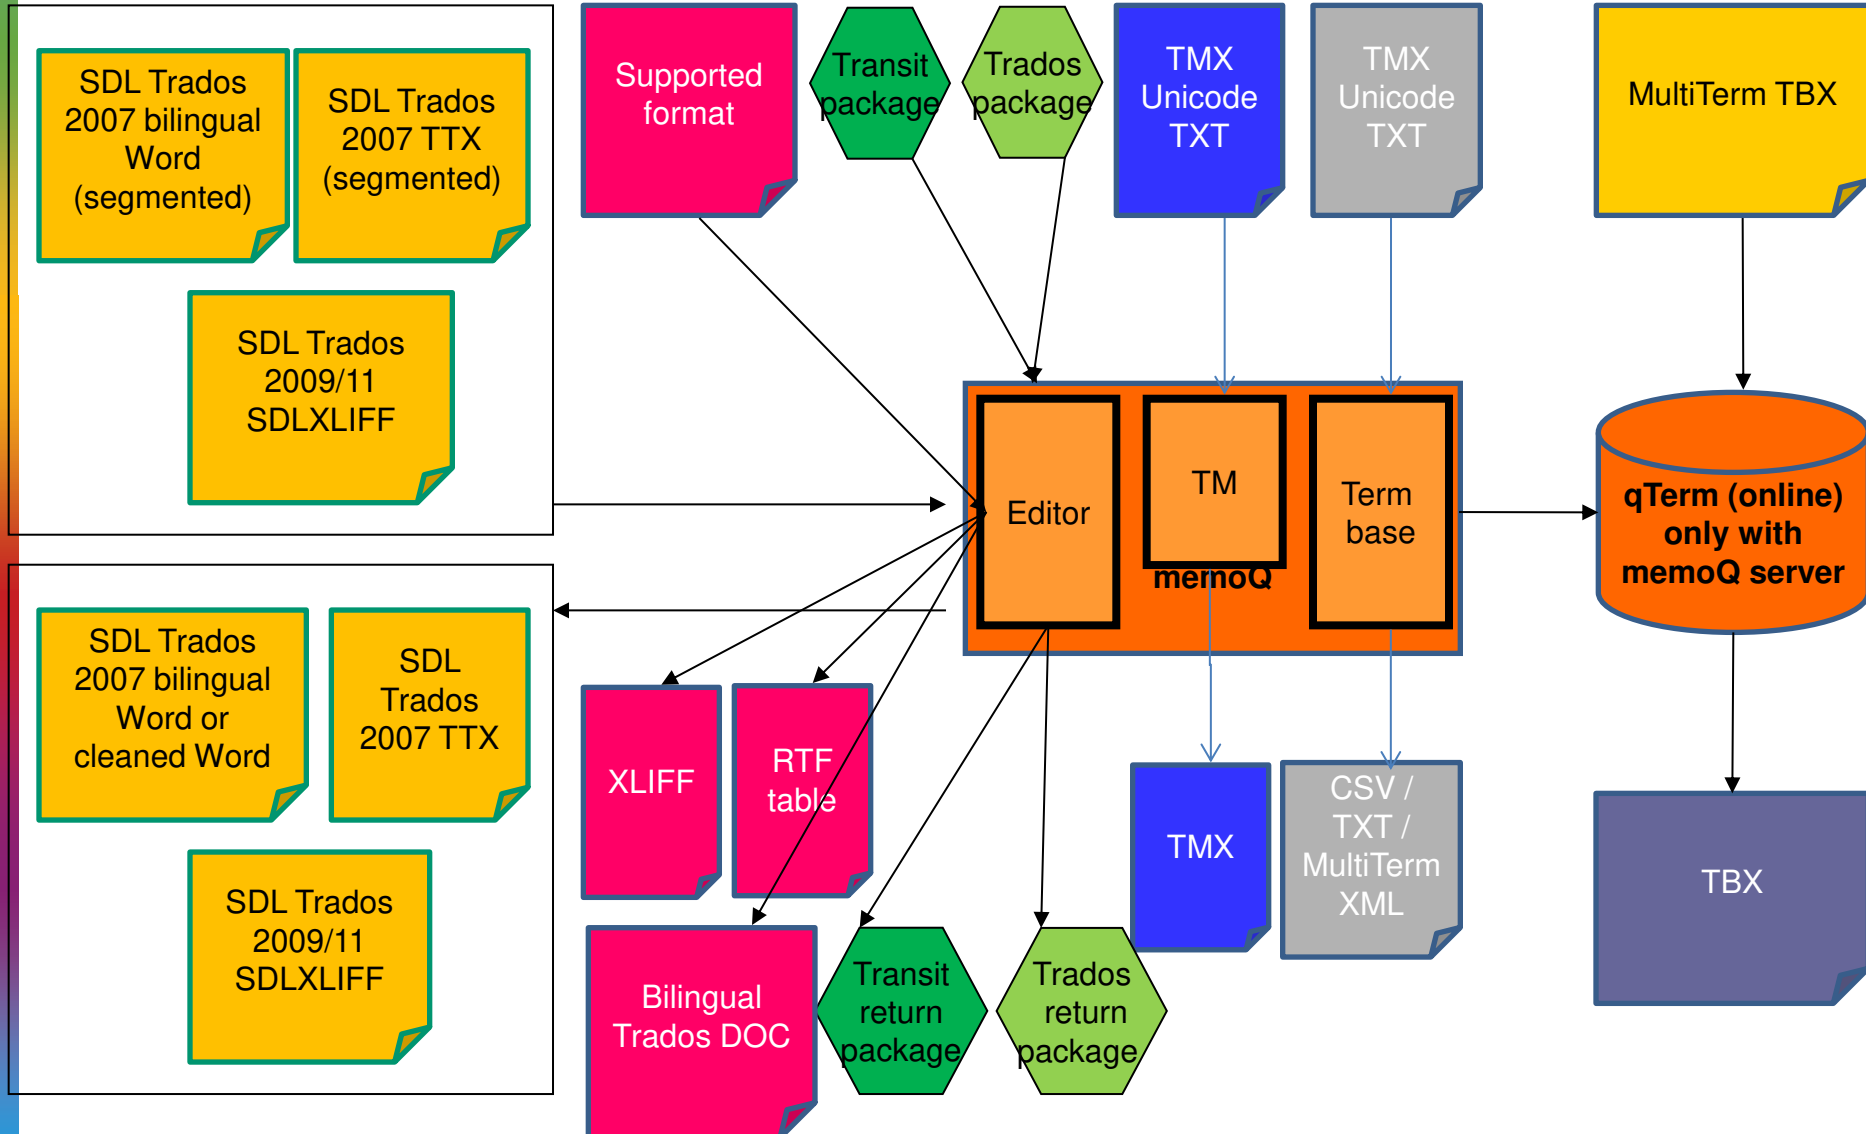 SDL Trados
2007 bilingual
Word
(segmented)
SDL Trados
2007 TTX
(segmented)
SDL Trados
2009/11
SDLXLIFF
Supported
format
Transit
package
Trados
package
TMX
Unicode
TXT
TMX
Unicode
TXT
MultiTerm TBX
Editor
TM
Term
base
memoQ
qTerm (online)
only with
memoQ server
SDL Trados
2007 bilingual
Word or
cleaned Word
SDL
Trados
2007 TTX
SDL Trados
2009/11
SDLXLIFF
XLIFF
RTF
table
Bilingual
Trados DOC
Transit
return
package
Trados
return
package
TMX
CSV /
TXT /
MultiTerm
XML
TBX